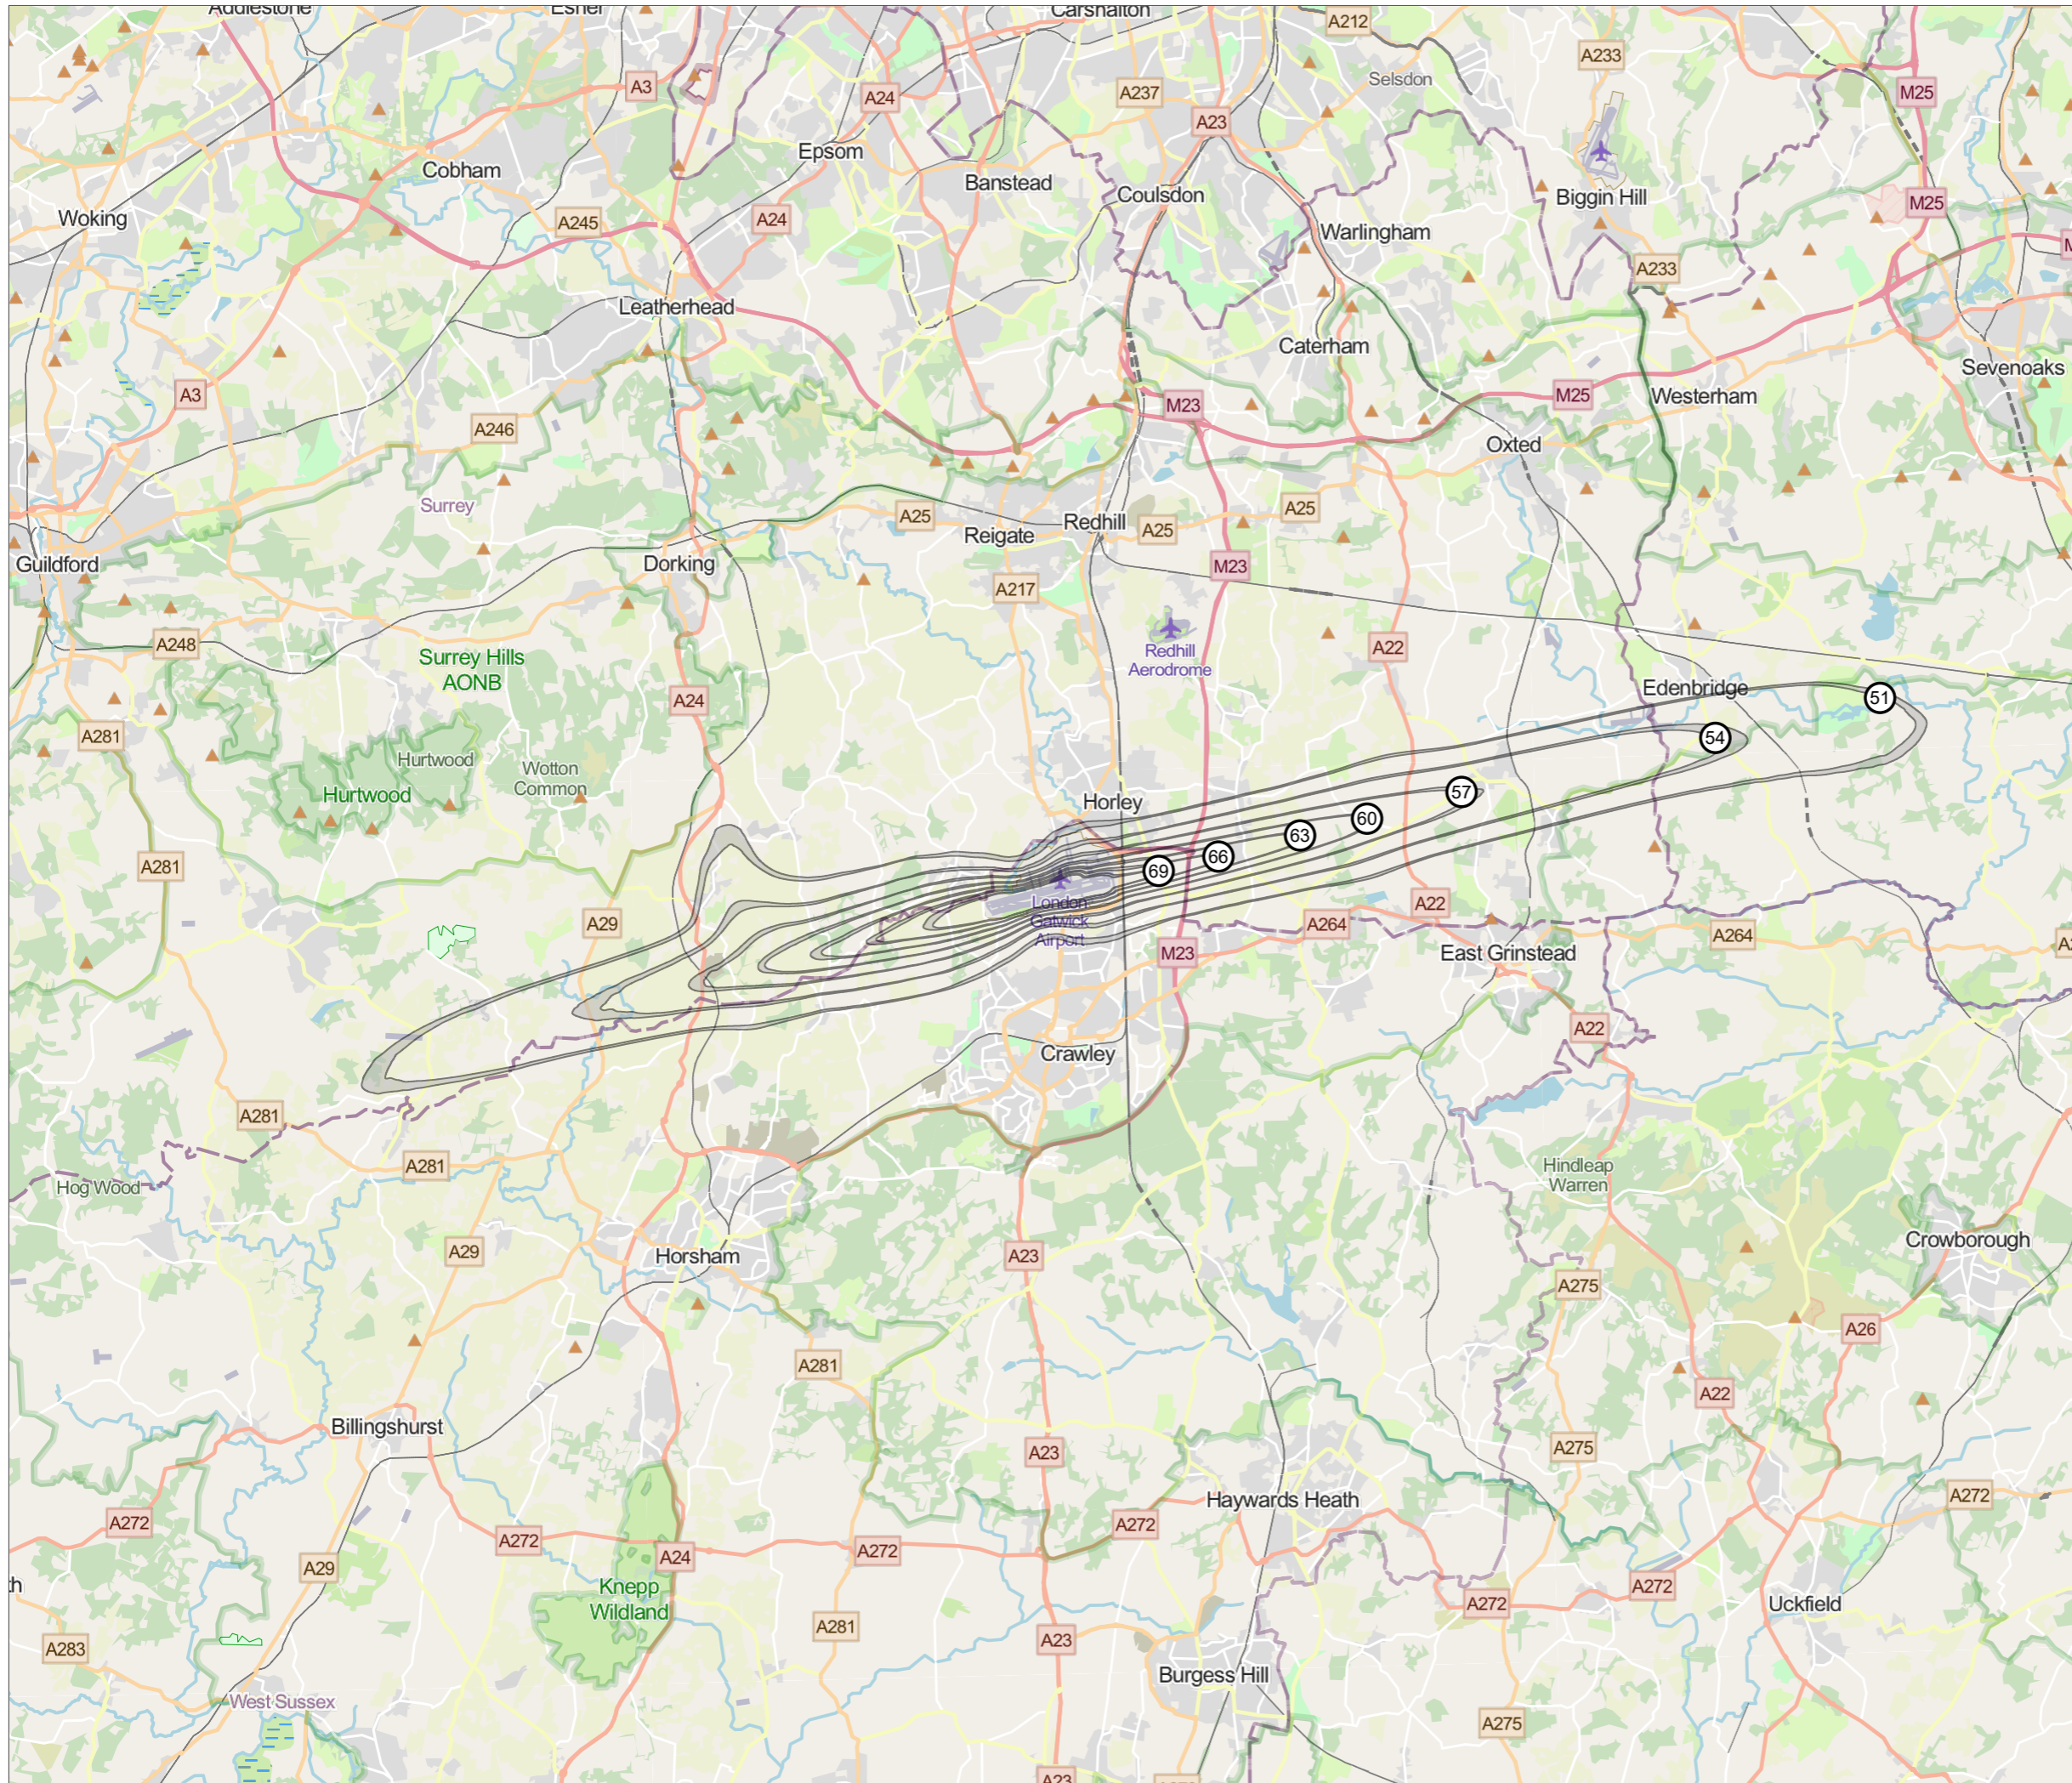 Addlestone
Esher
Carshalton
A212
A233
Selsdon
A3
A24
A237
M25
A23
Epsom
Cobham
Banstead
Coulsdon
Biggin Hill
M25
Woking
A245
A24
Warlingham
A233
Leatherhead
Caterham
Sevenoaks
A3
M23
M25
Westerham
A246
Oxted
Surrey
A25
Redhill
A25
A25
Reigate
Guildford
Dorking
M23
A217
A248
Redhill
Aerodrome
A22
Surrey Hills
AONB
A24
Edenbridge
51
A281
54
Hurtwood
Wotton
Common
Hurtwood
57
Horley
60
63
66
69
A281
London
Gatwick
Airport
A29
A22
A264
A264
M23
East Grinstead
A22
Crawley
A281
A281
Hindleap
Warren
Hog Wood
A29
Horsham
A23
Crowborough
A275
A26
A281
A22
Billingshurst
A23
A275
A272
Haywards Heath
A272
A272
A272
A272
A24
A29
Knepp
Wildland
A272
A272
Uckfield
A281
A23
A283
Burgess Hill
West Sussex
A275
A23